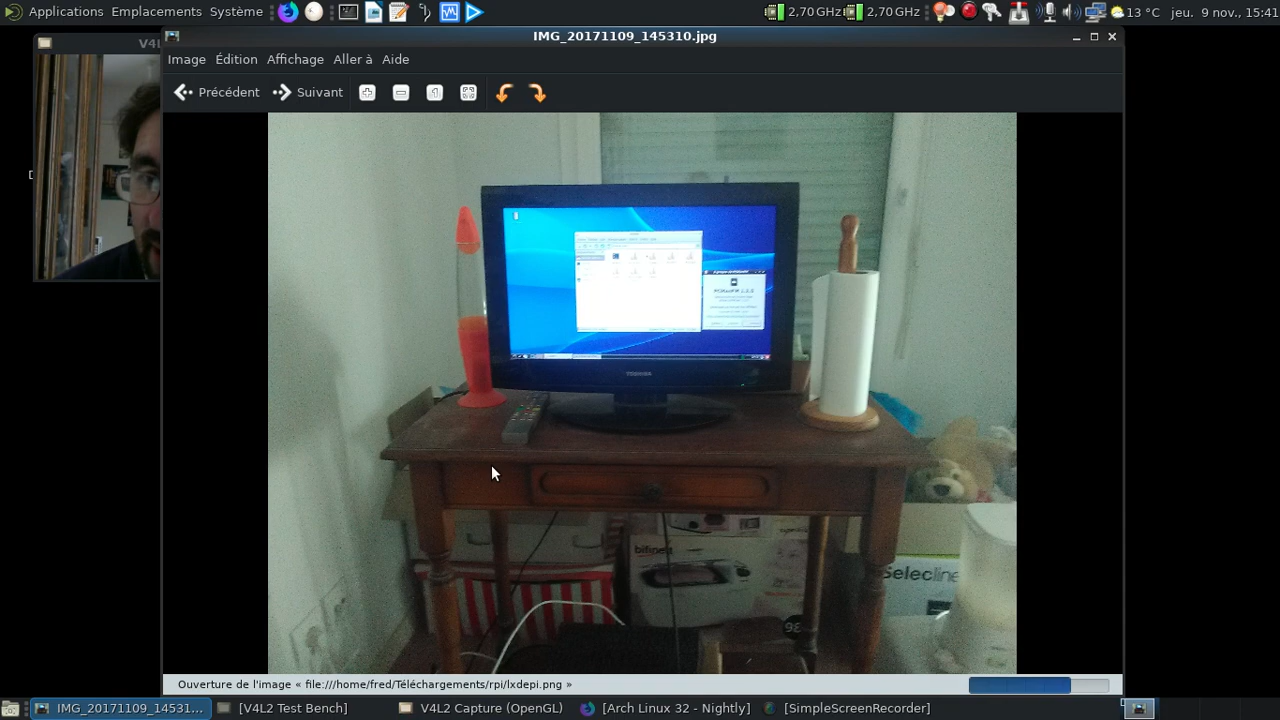 Applications Emplacements Système
2,10 GHz 2,70 GHz 13 °C jeu. 9 nov., 15:41
V4L
IMG_20171109_145310.jpg
Image Édition Affichage Aller à Aide
Précédent Suivant
TOSHIBA
bifinett
Selecline
Ouverture de l'image « file:///home/fred/Téléchargements/rpi/lxdepi.png »
IMG_20171109_14531... [V4L2 Test Bench] V4L2 Capture (OpenGL) [Arch Linux 32 - Nightly] [SimpleScreenRecorder]